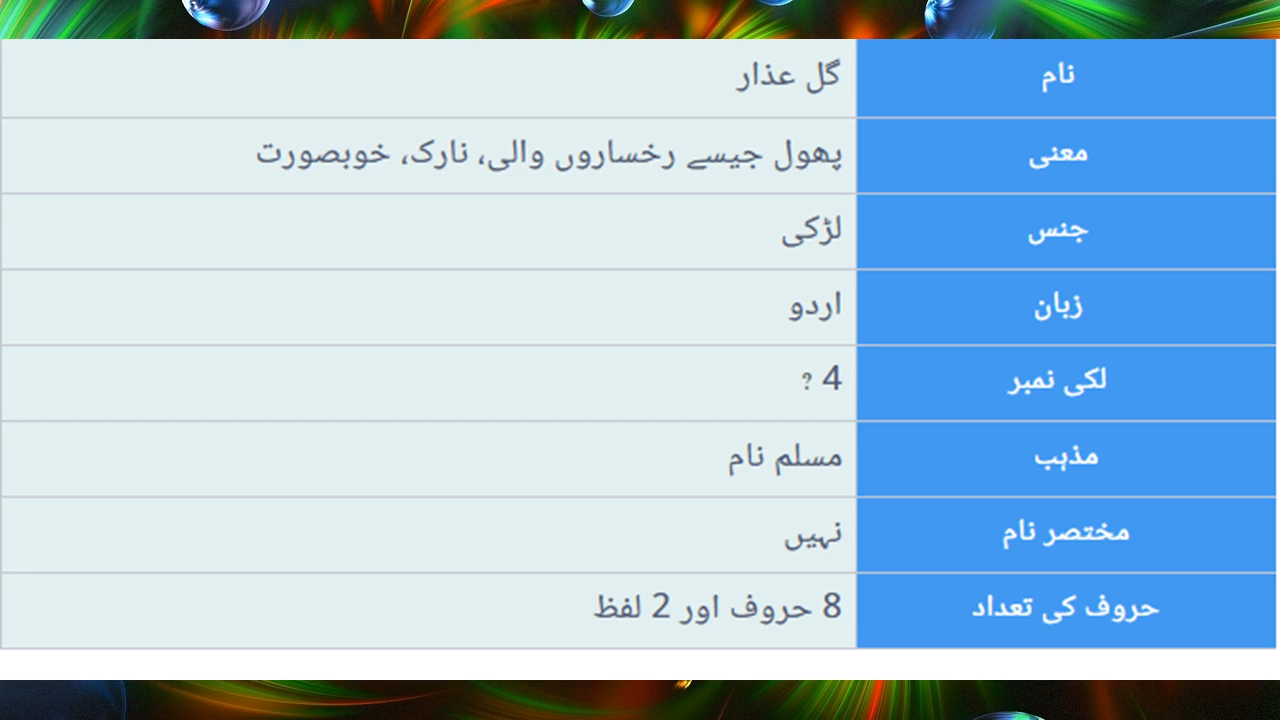 نام گل عذار
معنی پھول جیسے رخساروں والی، نارک، خوبصورت
جنس لڑکی
زبان اردو
لکی نمبر 4 ?
مذہب مسلم نام
مختصر نام نہیں
حروف کی تعداد 8 حروف اور 2 لفظ